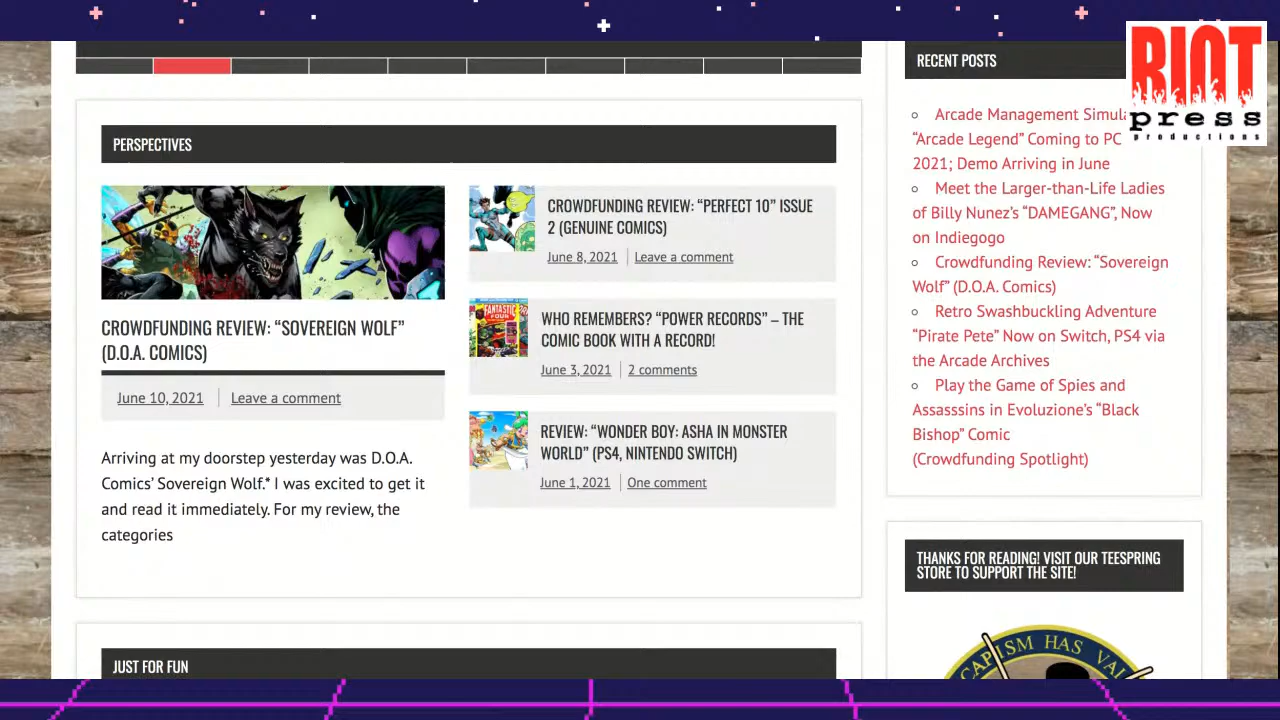 RIOT
press
productions
PERSPECTIVES
CROWDFUNDING REVIEW: “SOVEREIGN WOLF”
(D.O.A. COMICS)
June 10, 2021
Leave a comment
Arriving at my doorstep yesterday was D.O.A.
Comics’ Sovereign Wolf.* I was excited to get it
and read it immediately. For my review, the
categories
CROWDFUNDING REVIEW: “PERFECT 10” ISSUE
2 (GENUINE COMICS)
June 8, 2021
Leave a comment
FANTASTIC
FOUR
WHO REMEMBERS? “POWER RECORDS” – THE
COMIC BOOK WITH A RECORD!
June 3, 2021
2 comments
REVIEW: “WONDER BOY: ASHA IN MONSTER
WORLD” (PS4, NINTENDO SWITCH)
June 1, 2021
One comment
JUST FOR FUN
RECENT POSTS
Arcade Management Simula
“Arcade Legend” Coming to PC
2021; Demo Arriving in June
Meet the Larger-than-Life Ladies
of Billy Nunez’s “DAMEGANG”, Now
on Indiegogo
Crowdfunding Review: “Sovereign
Wolf” (D.O.A. Comics)
Retro Swashbuckling Adventure
“Pirate Pete” Now on Switch, PS4 via
the Arcade Archives
Play the Game of Spies and
Assasssins in Evoluzione’s “Black
Bishop” Comic
(Crowdfunding Spotlight)
THANKS FOR READING! VISIT OUR TEESPRING
STORE TO SUPPORT THE SITE!
CAPISM HAS VAL